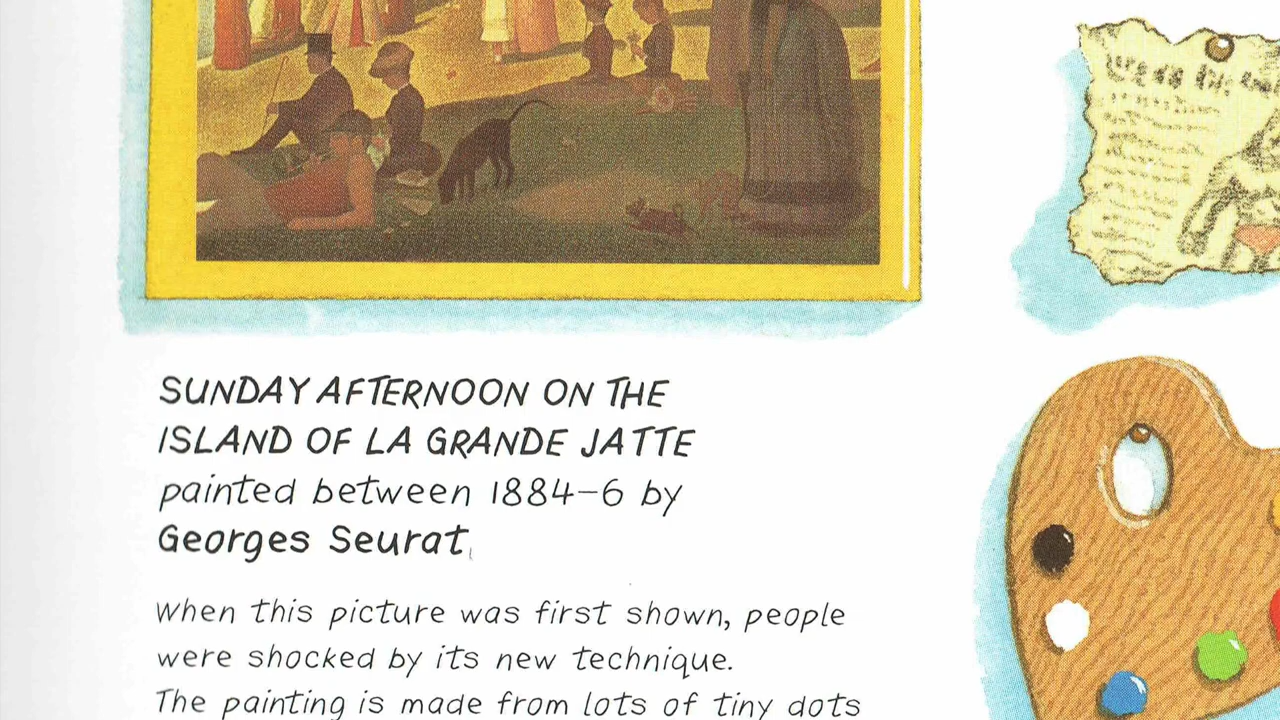 SUNDAY AFTERNOON ON THE
ISLAND OF LA GRANDE JATTE
painted between 1884–6 by
Georges Seurat
When this picture was first shown, people
were shocked by its new technique.
The painting is made from lots of tiny dots